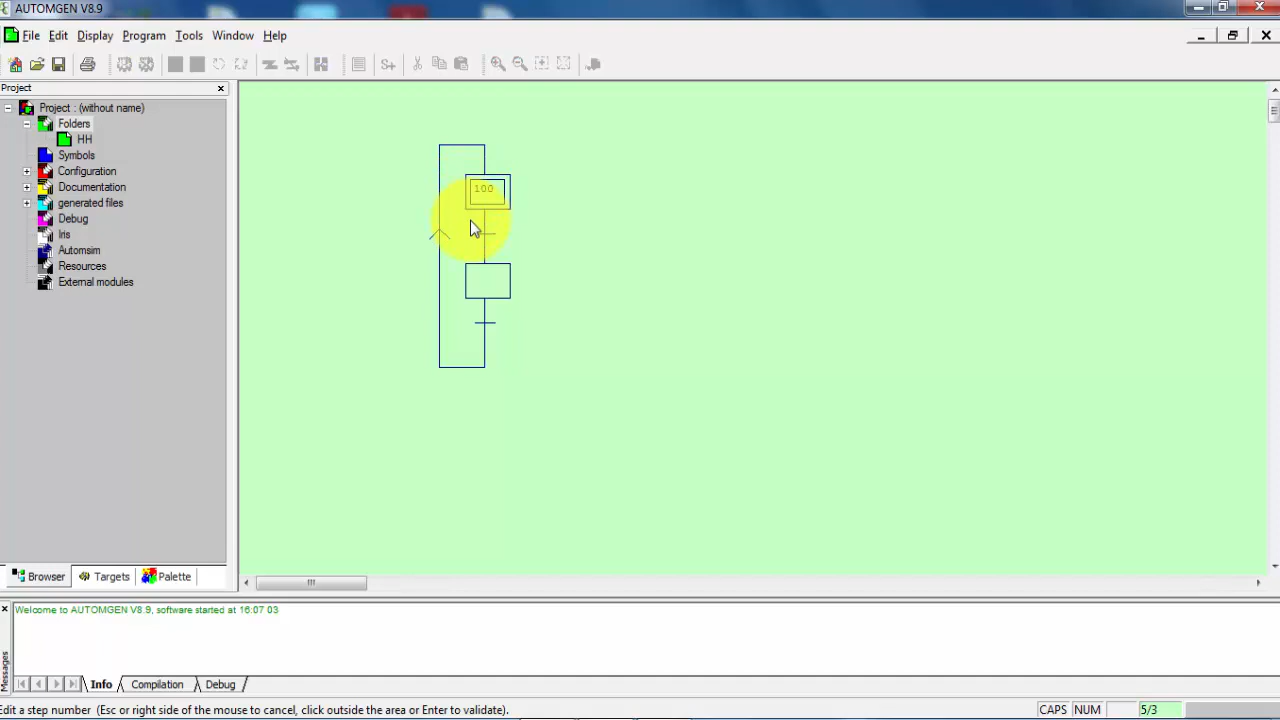 AUTOMGEN V8.9
File Edit Display Program Tools Window Help
Project
Project : (without name)
Folders
HH
Symbols
Configuration
Documentation
generated files
Debug
Iris
Automsim
Resources
External modules
100
Browser Targets Palette
Welcome to AUTOMGEN V8.9, software started at 16:07 03
Messages
Info Compilation Debug
Edit a step number (Esc or right side of the mouse to cancel, click outside the area or Enter to validate). CAPS NUM 5/3